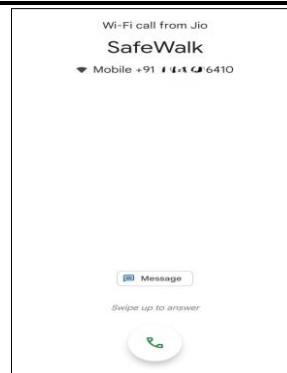 Wi-Fi call from Jio
SafeWalk
Mobile +91 6410
Message
Swipe up to answer